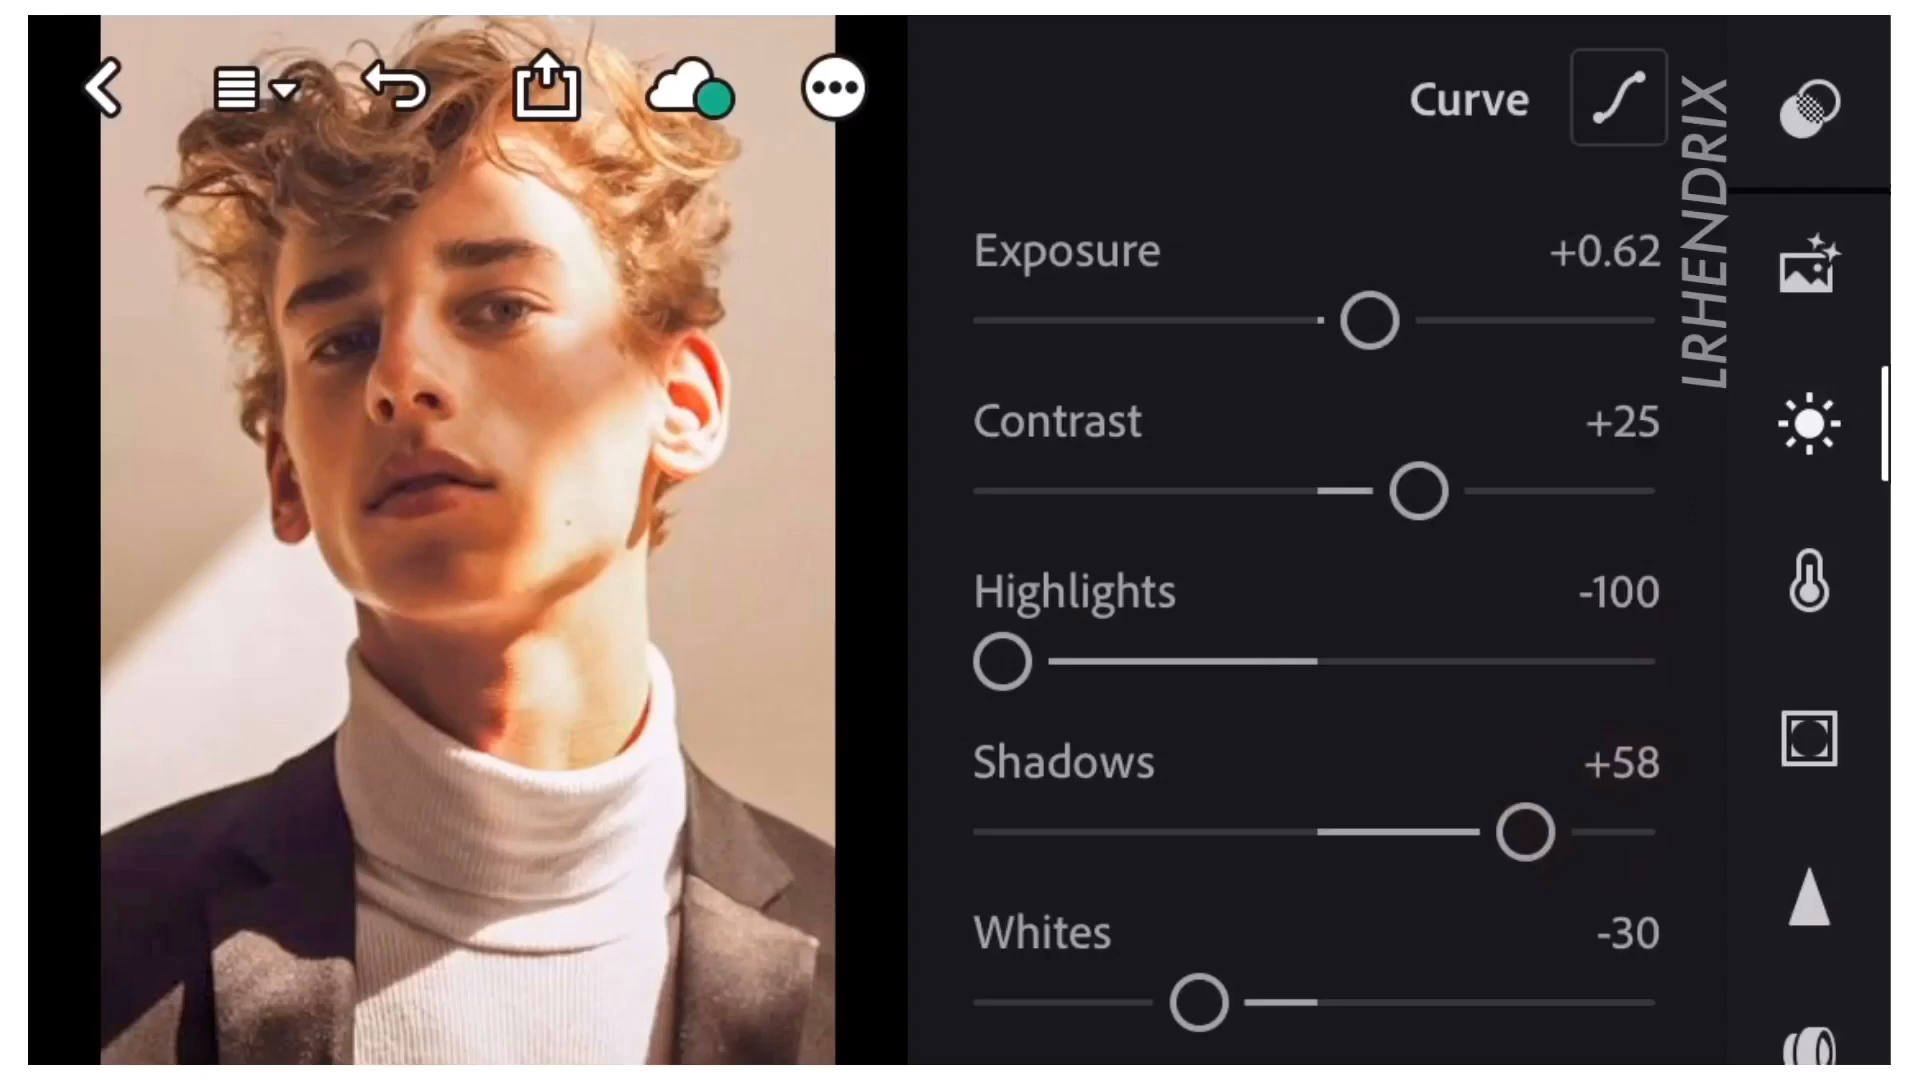 Curve
LRHENDRIX
Exposure +0.62
Contrast +25
Highlights -100
Shadows +58
Whites -30